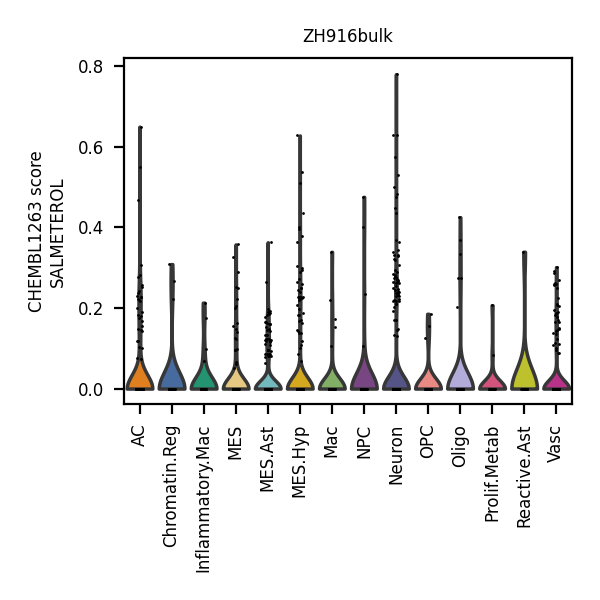 ZH916bulk
CHEMBL1263 score
SALMETEROL
0.8
0.6
0.4
0.2
0.0
AC
Chromatin.Reg
Inflammatory.Mac
MES
MES.Ast
MES.Hyp
Mac
NPC
Neuron
OPC
Oligo
Prolif.Metab
Reactive.Ast
Vasc